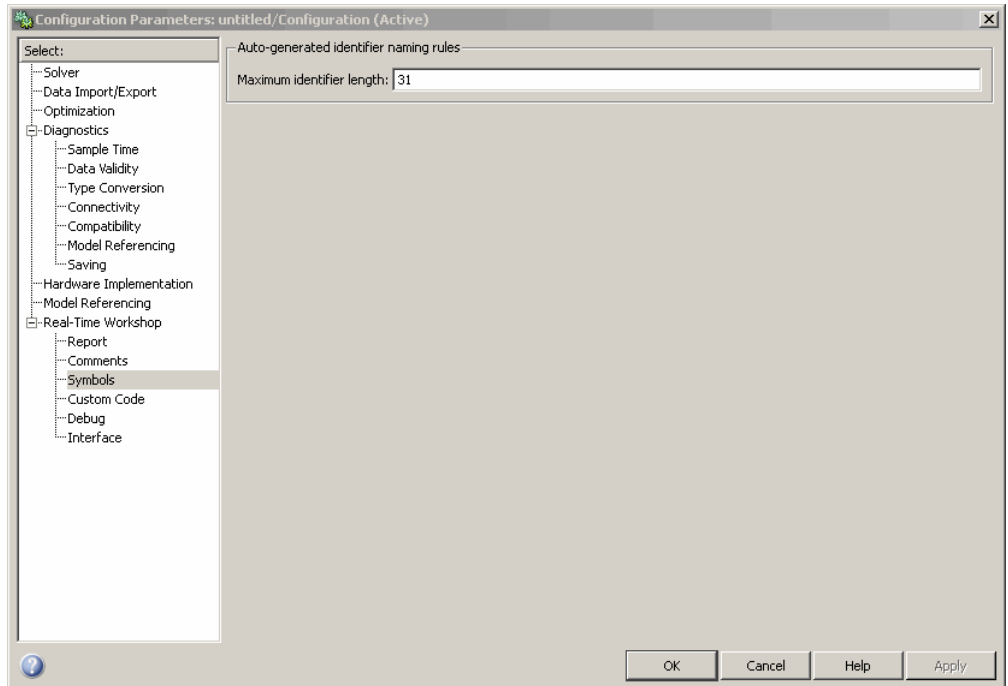 Configuration Parameters: untitled/Configuration (Active)
Select:
Solver
Data Import/Export
Optimization
Diagnostics
Sample Time
Data Validity
Type Conversion
Connectivity
Compatibility
Model Referencing
Saving
Hardware Implementation
Model Referencing
Real-Time Workshop
Report
Comments
Symbols
Custom Code
Debug
Interface
Auto-generated identifier naming rules
Maximum identifier length: 31
OK Cancel Help Apply